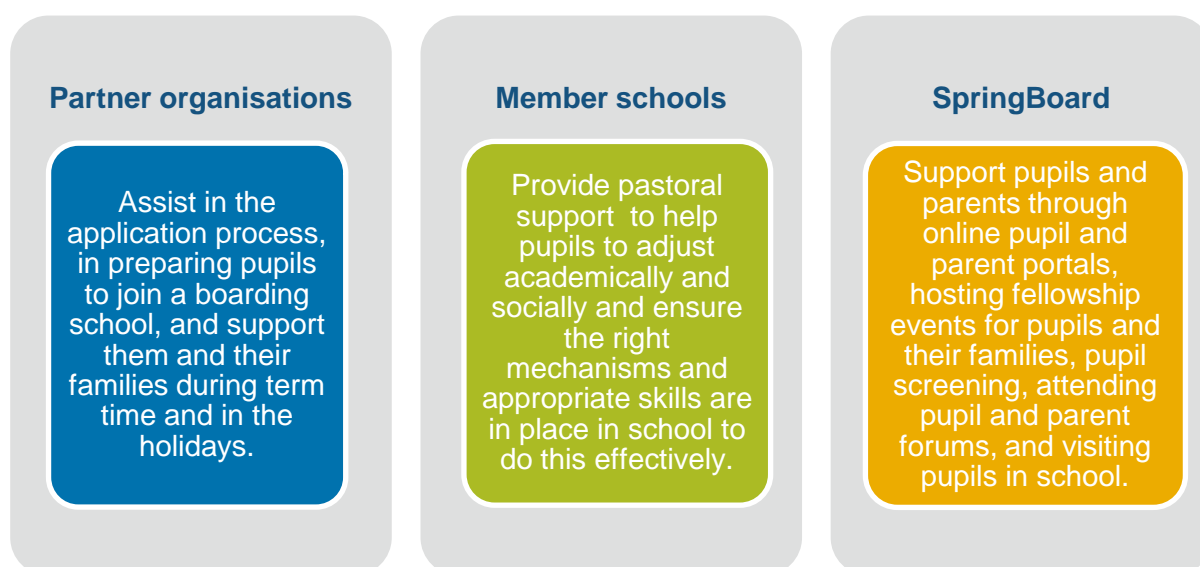 Partner organisations
Assist in the
application process,
in preparing pupils
to join a boarding
school, and support
them and their
families during term
time and in the
holidays.
Member schools
Provide pastoral
support  to help
pupils to adjust
academically and
socially and ensure
the right
mechanisms and
appropriate skills are
in place in school to
do this effectively.
SpringBoard
Support pupils and
parents through
online pupil and
parent portals,
hosting fellowship
events for pupils and
their families, pupil
screening, attending
pupil and parent
forums, and visiting
pupils in school.